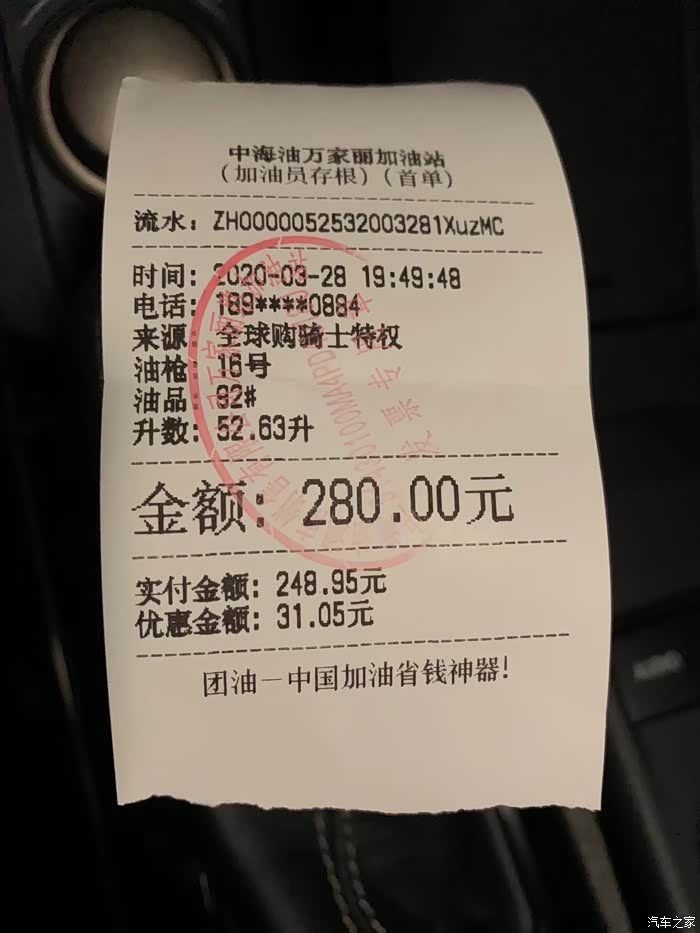 中海油万家丽加油站
(加油员存根)(首单)
流水: ZH0000052532003281XuzMC
时间: 2020-03-28 19:49:48
电话: 189****0884
来源: 全球购骑士特权
油枪: 16号
油品: 92#
升数: 52.63升
金额: 280.00元
实付金额: 248.95元
优惠金额: 31.05元
团油—中国加油省钱神器!
汽车之家